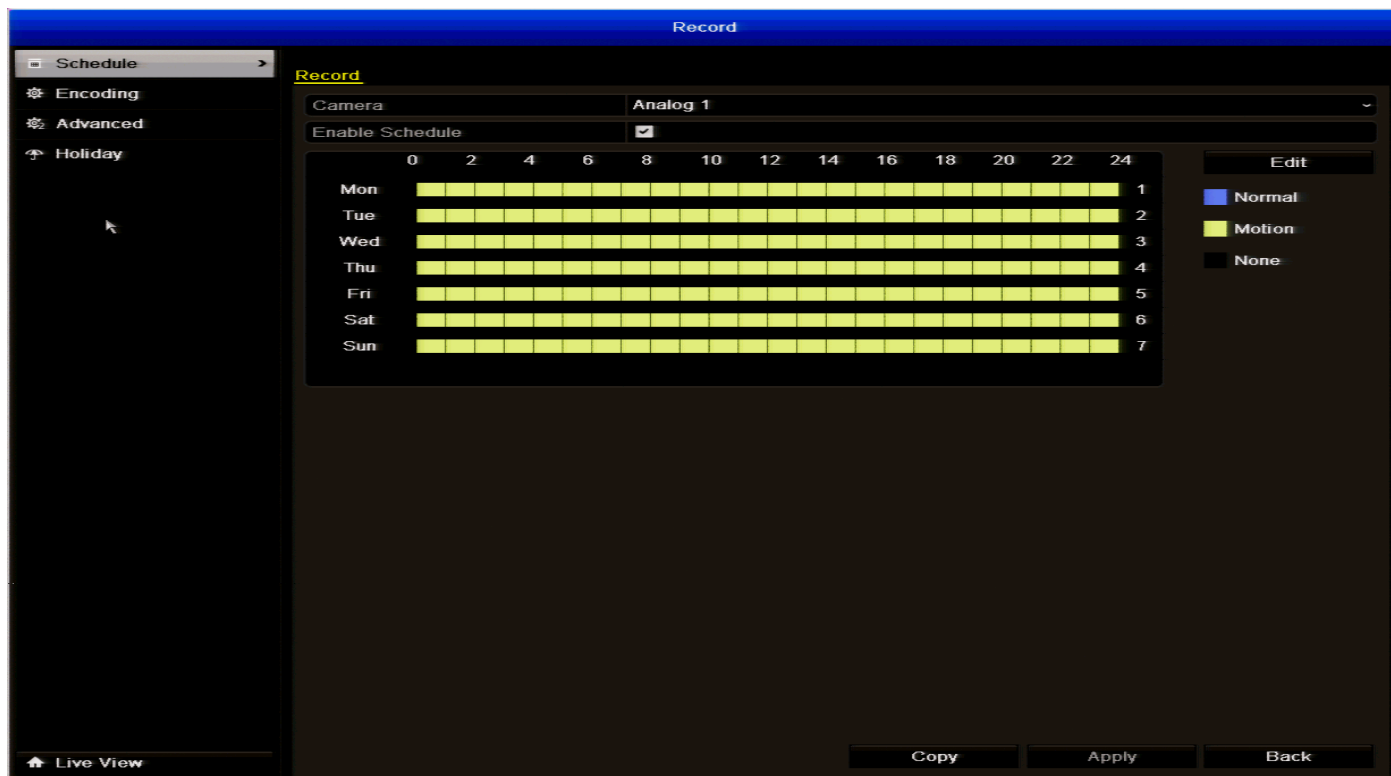 Record
Schedule
Encoding
Advanced
Holiday
Live View
Record
Camera Analog 1
Enable Schedule
0 2 4 6 8 10 12 14 16 18 20 22 24
Mon 1
Tue 2
Wed 3
Thu 4
Fri 5
Sat 6
Sun 7
Edit
Normal
Motion
None
Copy Apply Back